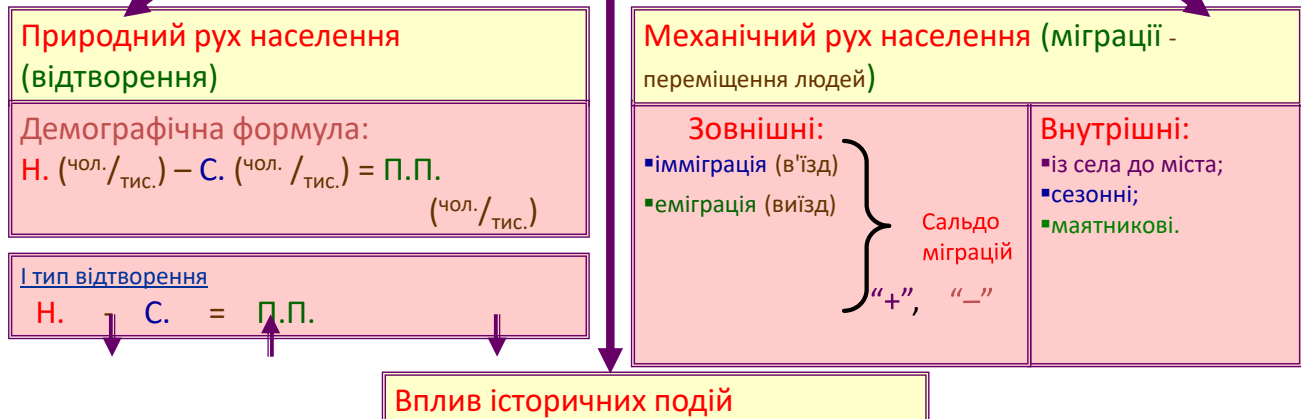 Природний рух населення
(відтворення)
Демографічна формула:
Н. (чол./тис.) – С. (чол. /тис.) = П.П.
(чол./тис.)
І тип відтворення
Н. - С. = П.П.
Механічний рух населення (міграції -
переміщення людей)
Зовнішні:
▪імміграція (в'їзд)
▪еміграція (виїзд)
Сальдо
міграцій
“+”, “–”
Внутрішні:
▪із села до міста;
▪сезонні;
▪маятникові.
Вплив історичних подій